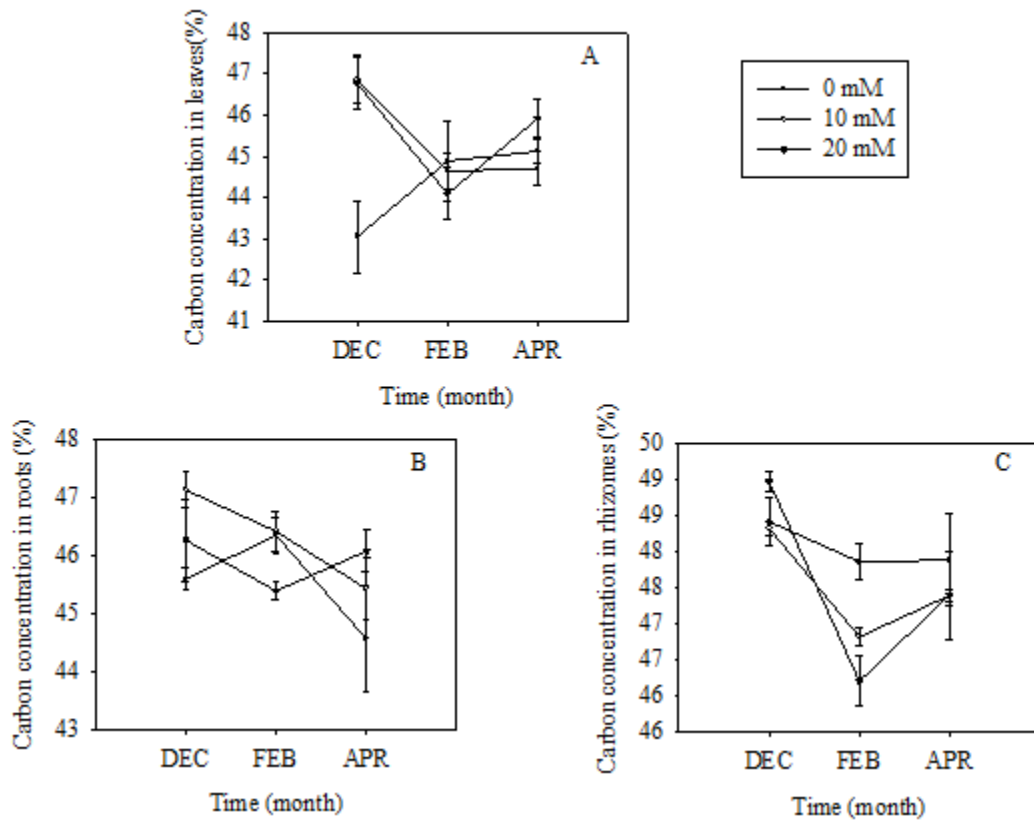 Carbon concentration in leaves(%)
48
47
46
45
44
43
42
41
A
DEC FEB APR
Time (month)
0 mM
10 mM
20 mM
Carbon concentration in roots (%)
48
47
46
45
44
43
B
DEC FEB APR
Time (month)
Carbon concentration in rhizomes (%)
50
49
49
48
48
47
47
46
46
C
DEC FEB APR
Time (month)